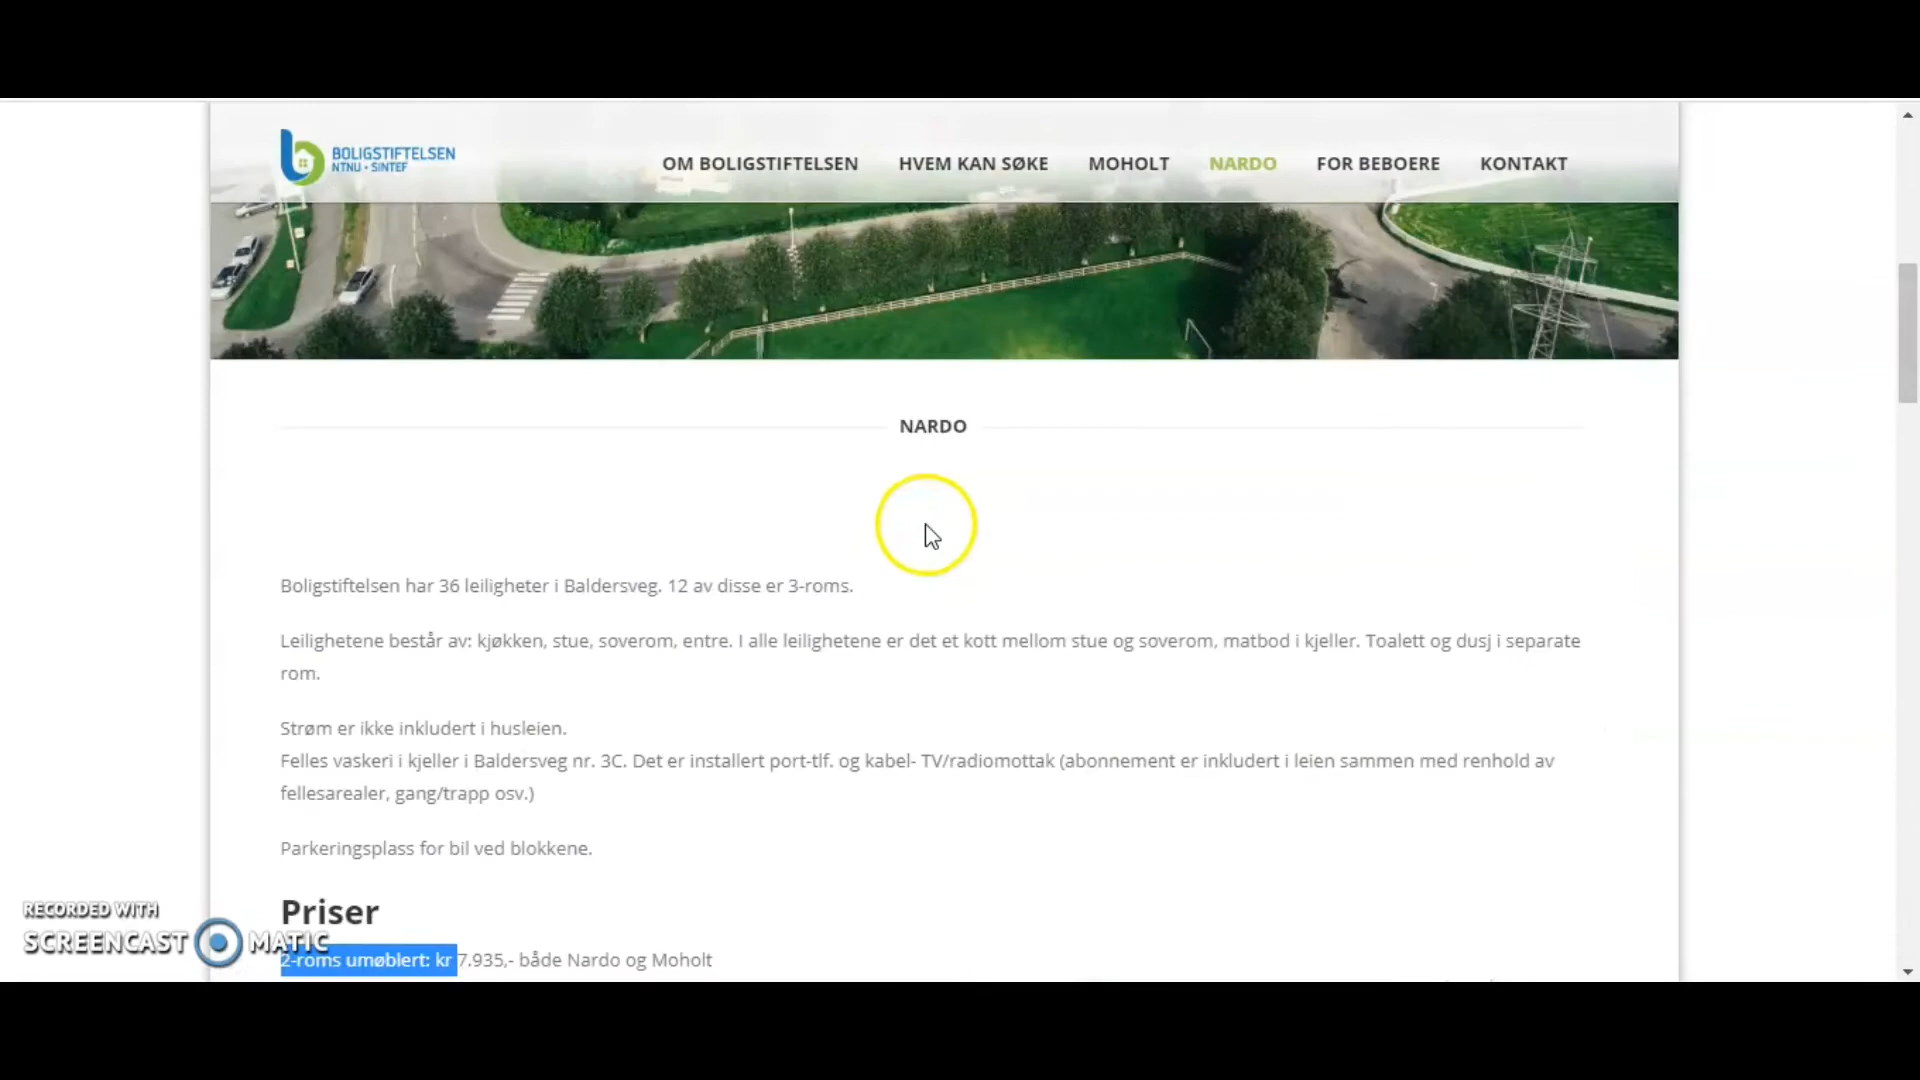 BOLIGSTIFTELSEN
NTNU • SINTEF
OM BOLIGSTIFTELSEN HVEM KAN SØKE MOHOLT NARDO FOR BEBOERE KONTAKT
NARDO
Boligstiftelsen har 36 leiligheter i Baldersveg. 12 av disse er 3-roms.
Leilighetene består av: kjøkken, stue, soverom, entre. I alle leilighetene er det et kott mellom stue og soverom, matbod i kjeller. Toalett og dusj i separate
rom.
Strøm er ikke inkludert i husleien.
Felles vaskeri i kjeller i Baldersveg nr. 3C. Det er installert port-tlf. og kabel- TV/radiomottak (abonnement er inkludert i leien sammen med renhold av
fellesarealer, gang/trapp osv.)
Parkeringsplass for bil ved blokkene.
Priser
2-roms umøblert: kr 7.935,- både Nardo og Moholt
RECORDED WITH
SCREENCAST MATIC